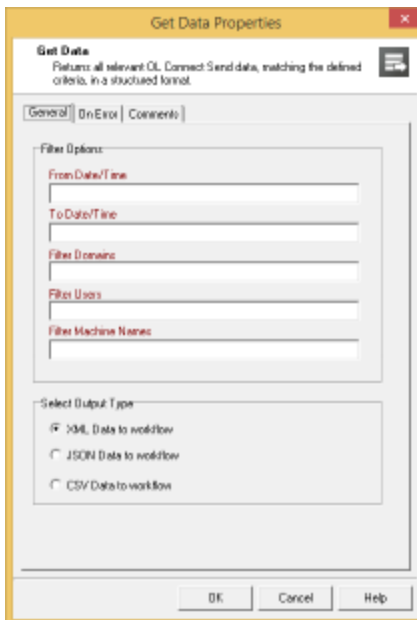 Get Data Properties
Get Data
Returns all relevant OL Connect Send data, matching the defined
criteria, in a structured format.
General On Error Comments
Filter Options
From Date/Time
To Date/Time
Filter Domains
Filter Users
Filter Machine Names
Select Output Type
XML Data to workflow
JSON Data to workflow
CSV Data to workflow
OK Cancel Help